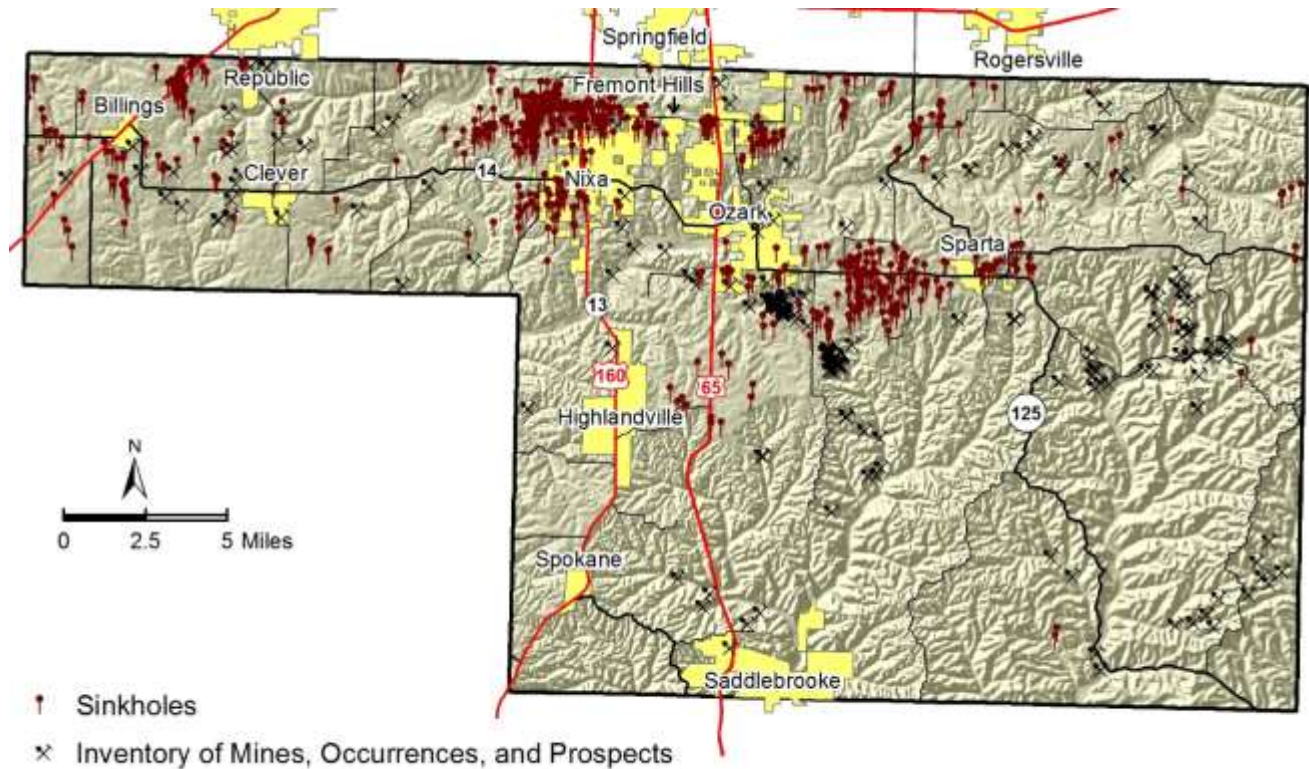 Springfield
Rogersville
Republic
Fremont Hills
Billings
Clever
14
Nixa
Ozark
Sparta
13
160
65
Highlandville
125
N
0 2.5 5 Miles
Spokane
Saddlebrooke
Sinkholes
Inventory of Mines, Occurrences, and Prospects